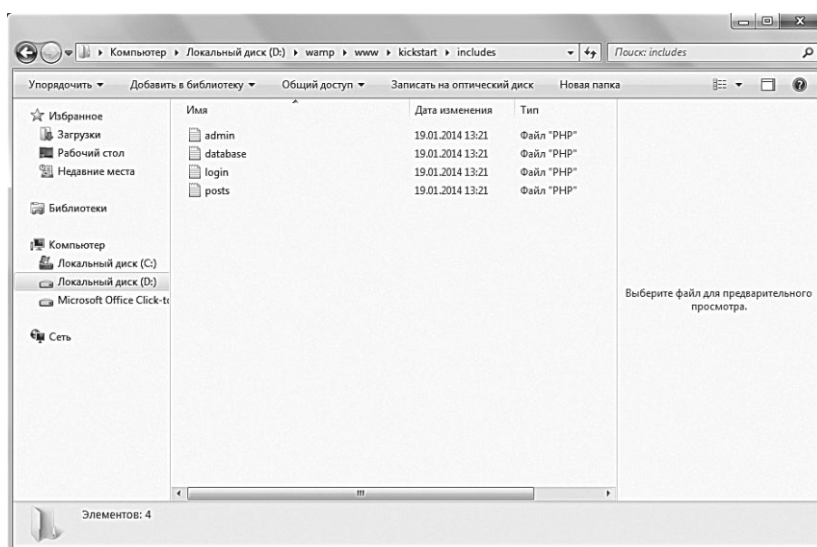 Компьютер ▸ Локальный диск (D:) ▸ wamp ▸ www ▸ kickstart ▸ includes
Поиск: includes
Упорядочить Добавить в библиотеку Общий доступ Записать на оптический диск Новая папка
Имя Дата изменения Тип
Избранное
Загрузки
Рабочий стол
Недавние места
Библиотеки
Компьютер
Локальный диск (C:)
Локальный диск (D:)
Microsoft Office Click-to
Сеть
admin 19.01.2014 13:21 Файл "PHP"
database 19.01.2014 13:21 Файл "PHP"
login 19.01.2014 13:21 Файл "PHP"
posts 19.01.2014 13:21 Файл "PHP"
Выберите файл для предварительного
просмотра.
Элементов: 4